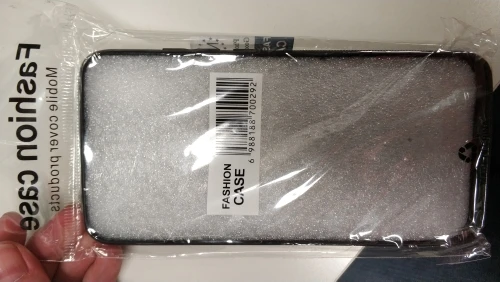 Fashion case
Mobile cover products
FASHION
CASE
6 988188 700292